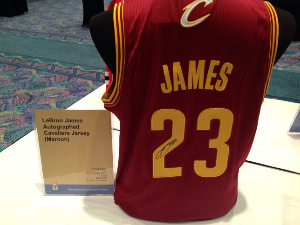 JAMES
23
LeBron James
Autographed
Cavaliers Jersey
(Maroon)